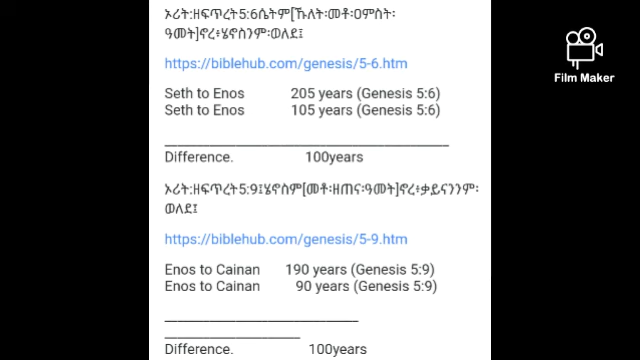 ኦሪት:ዘፍጥረት5:6ሴትም[ኹለት፡መቶ፡ዐምስት፡
ዓመት]ኖረ፥ሄኖስንም፡ወለደ፤
https://biblehub.com/genesis/5-6.htm
Seth to Enos 205 years (Genesis 5:6)
Seth to Enos 105 years (Genesis 5:6)
Difference. 100years
ኦሪት:ዘፍጥረት5:9፤ሄኖስም[መቶ፡ዘጠና፡ዓመት]ኖረ፥ቃይናንንም፡
ወለደ፤
https://biblehub.com/genesis/5-9.htm
Enos to Cainan 190 years (Genesis 5:9)
Enos to Cainan 90 years (Genesis 5:9)
Difference. 100years
Film Maker